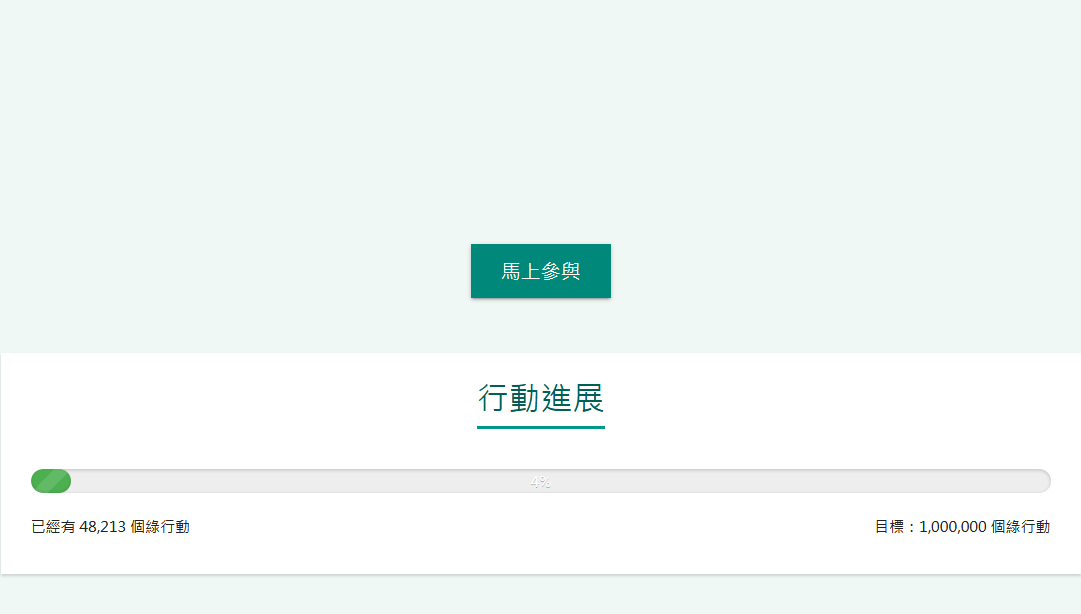 馬上參與
行動進展
4%
已經有 48,213 個綠行動
目標：1,000,000 個綠行動